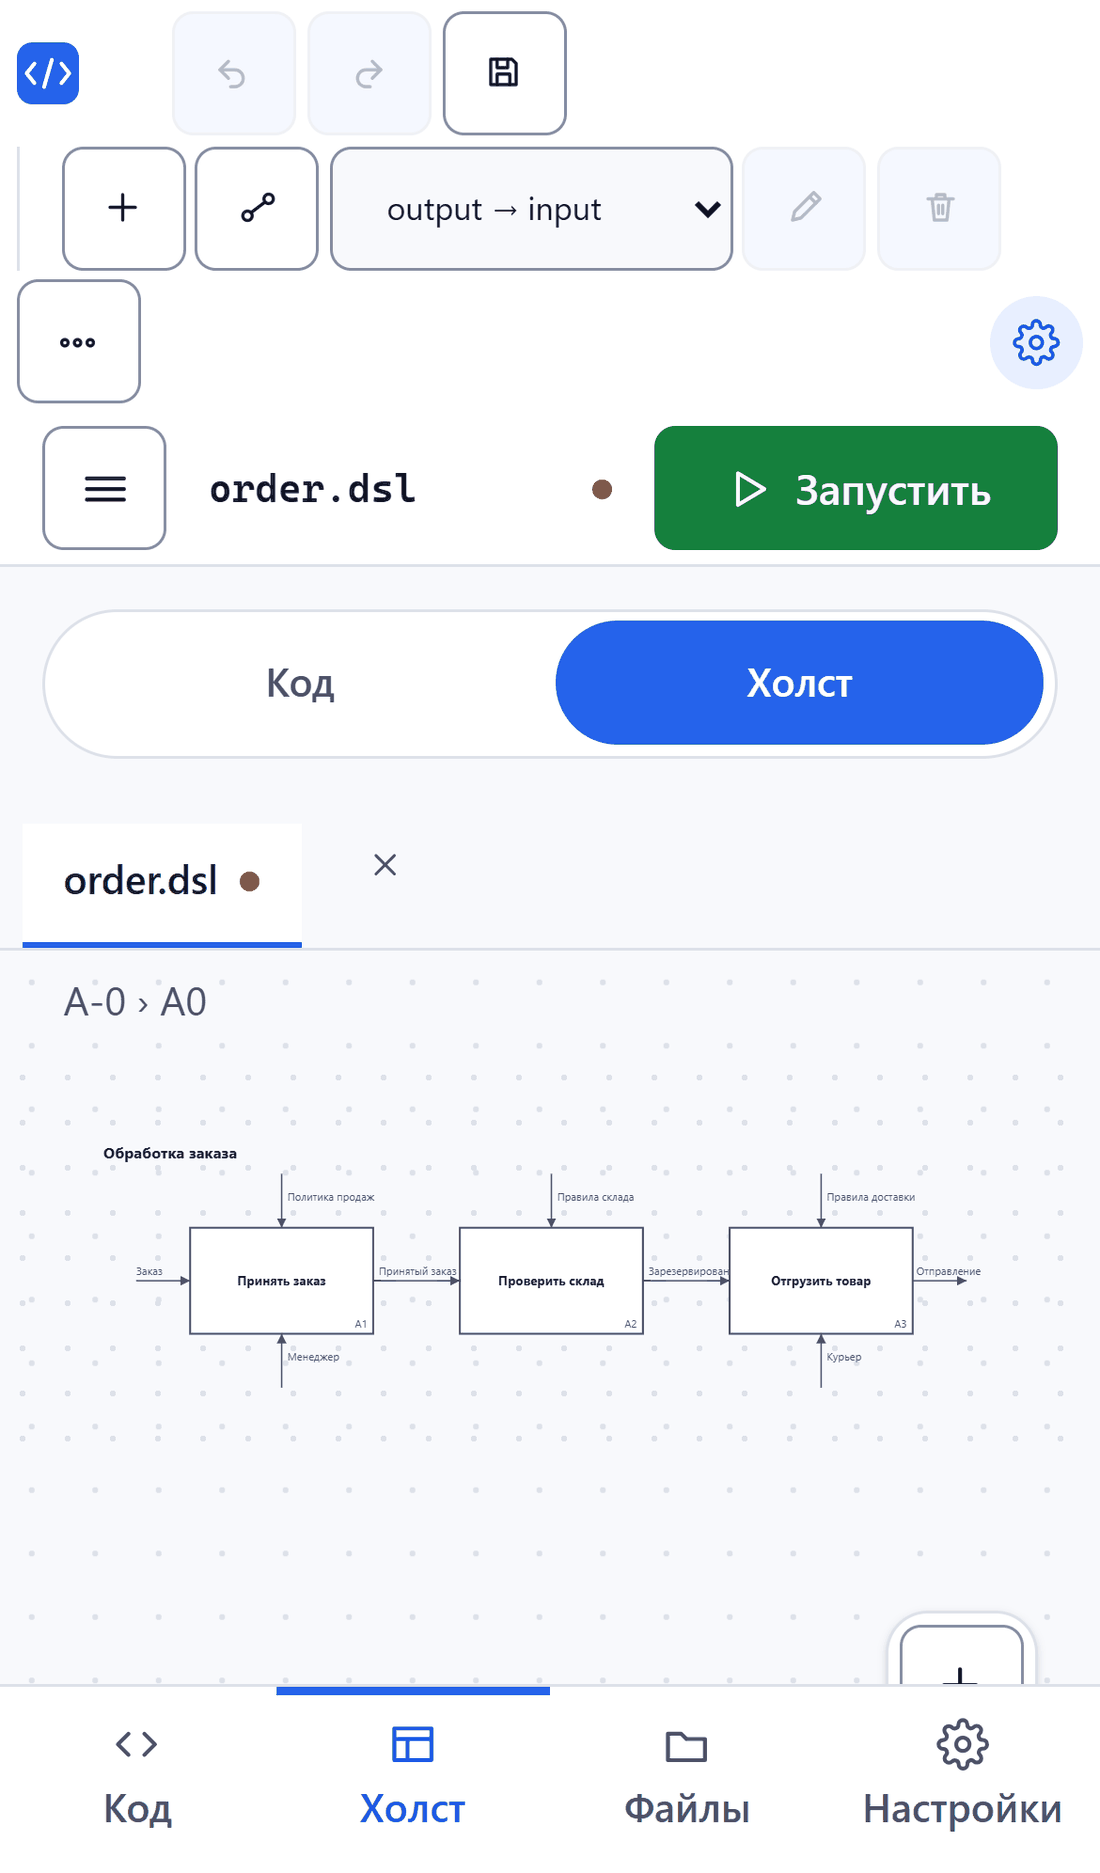 output → input
order.dsl
Запустить
Код
Холст
order.dsl
A-0 › A0
Обработка заказа
Политика продаж
Правила склада
Правила доставки
Заказ
Принятый заказ
Зарезервирован
Отправление
Принять заказ
Проверить склад
Отгрузить товар
A1
A2
A3
Менеджер
Курьер
Код
Холст
Файлы
Настройки